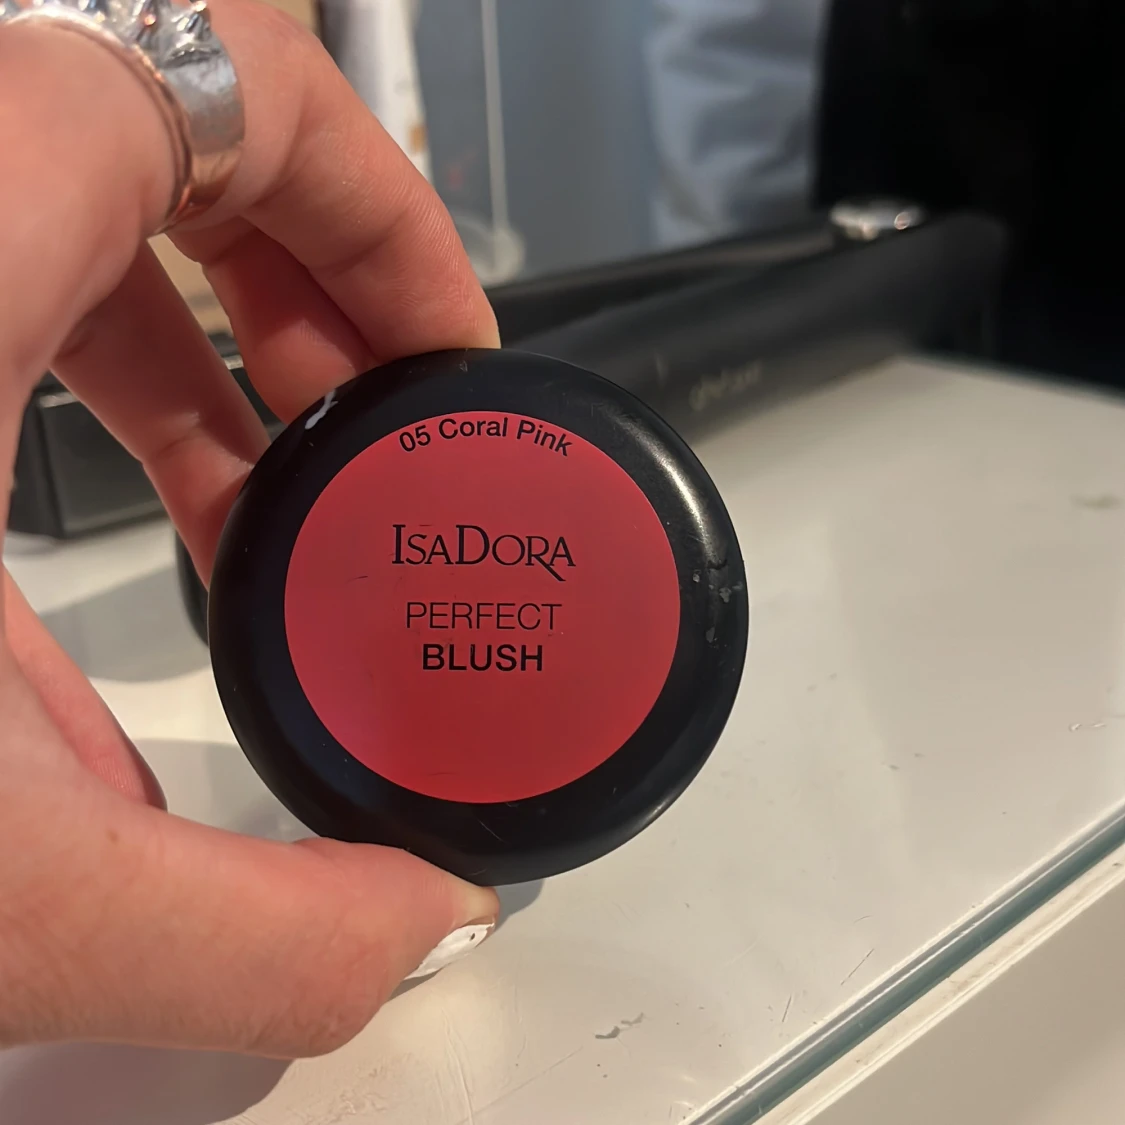 05 Coral Pink
ISADORA
PERFECT
BLUSH